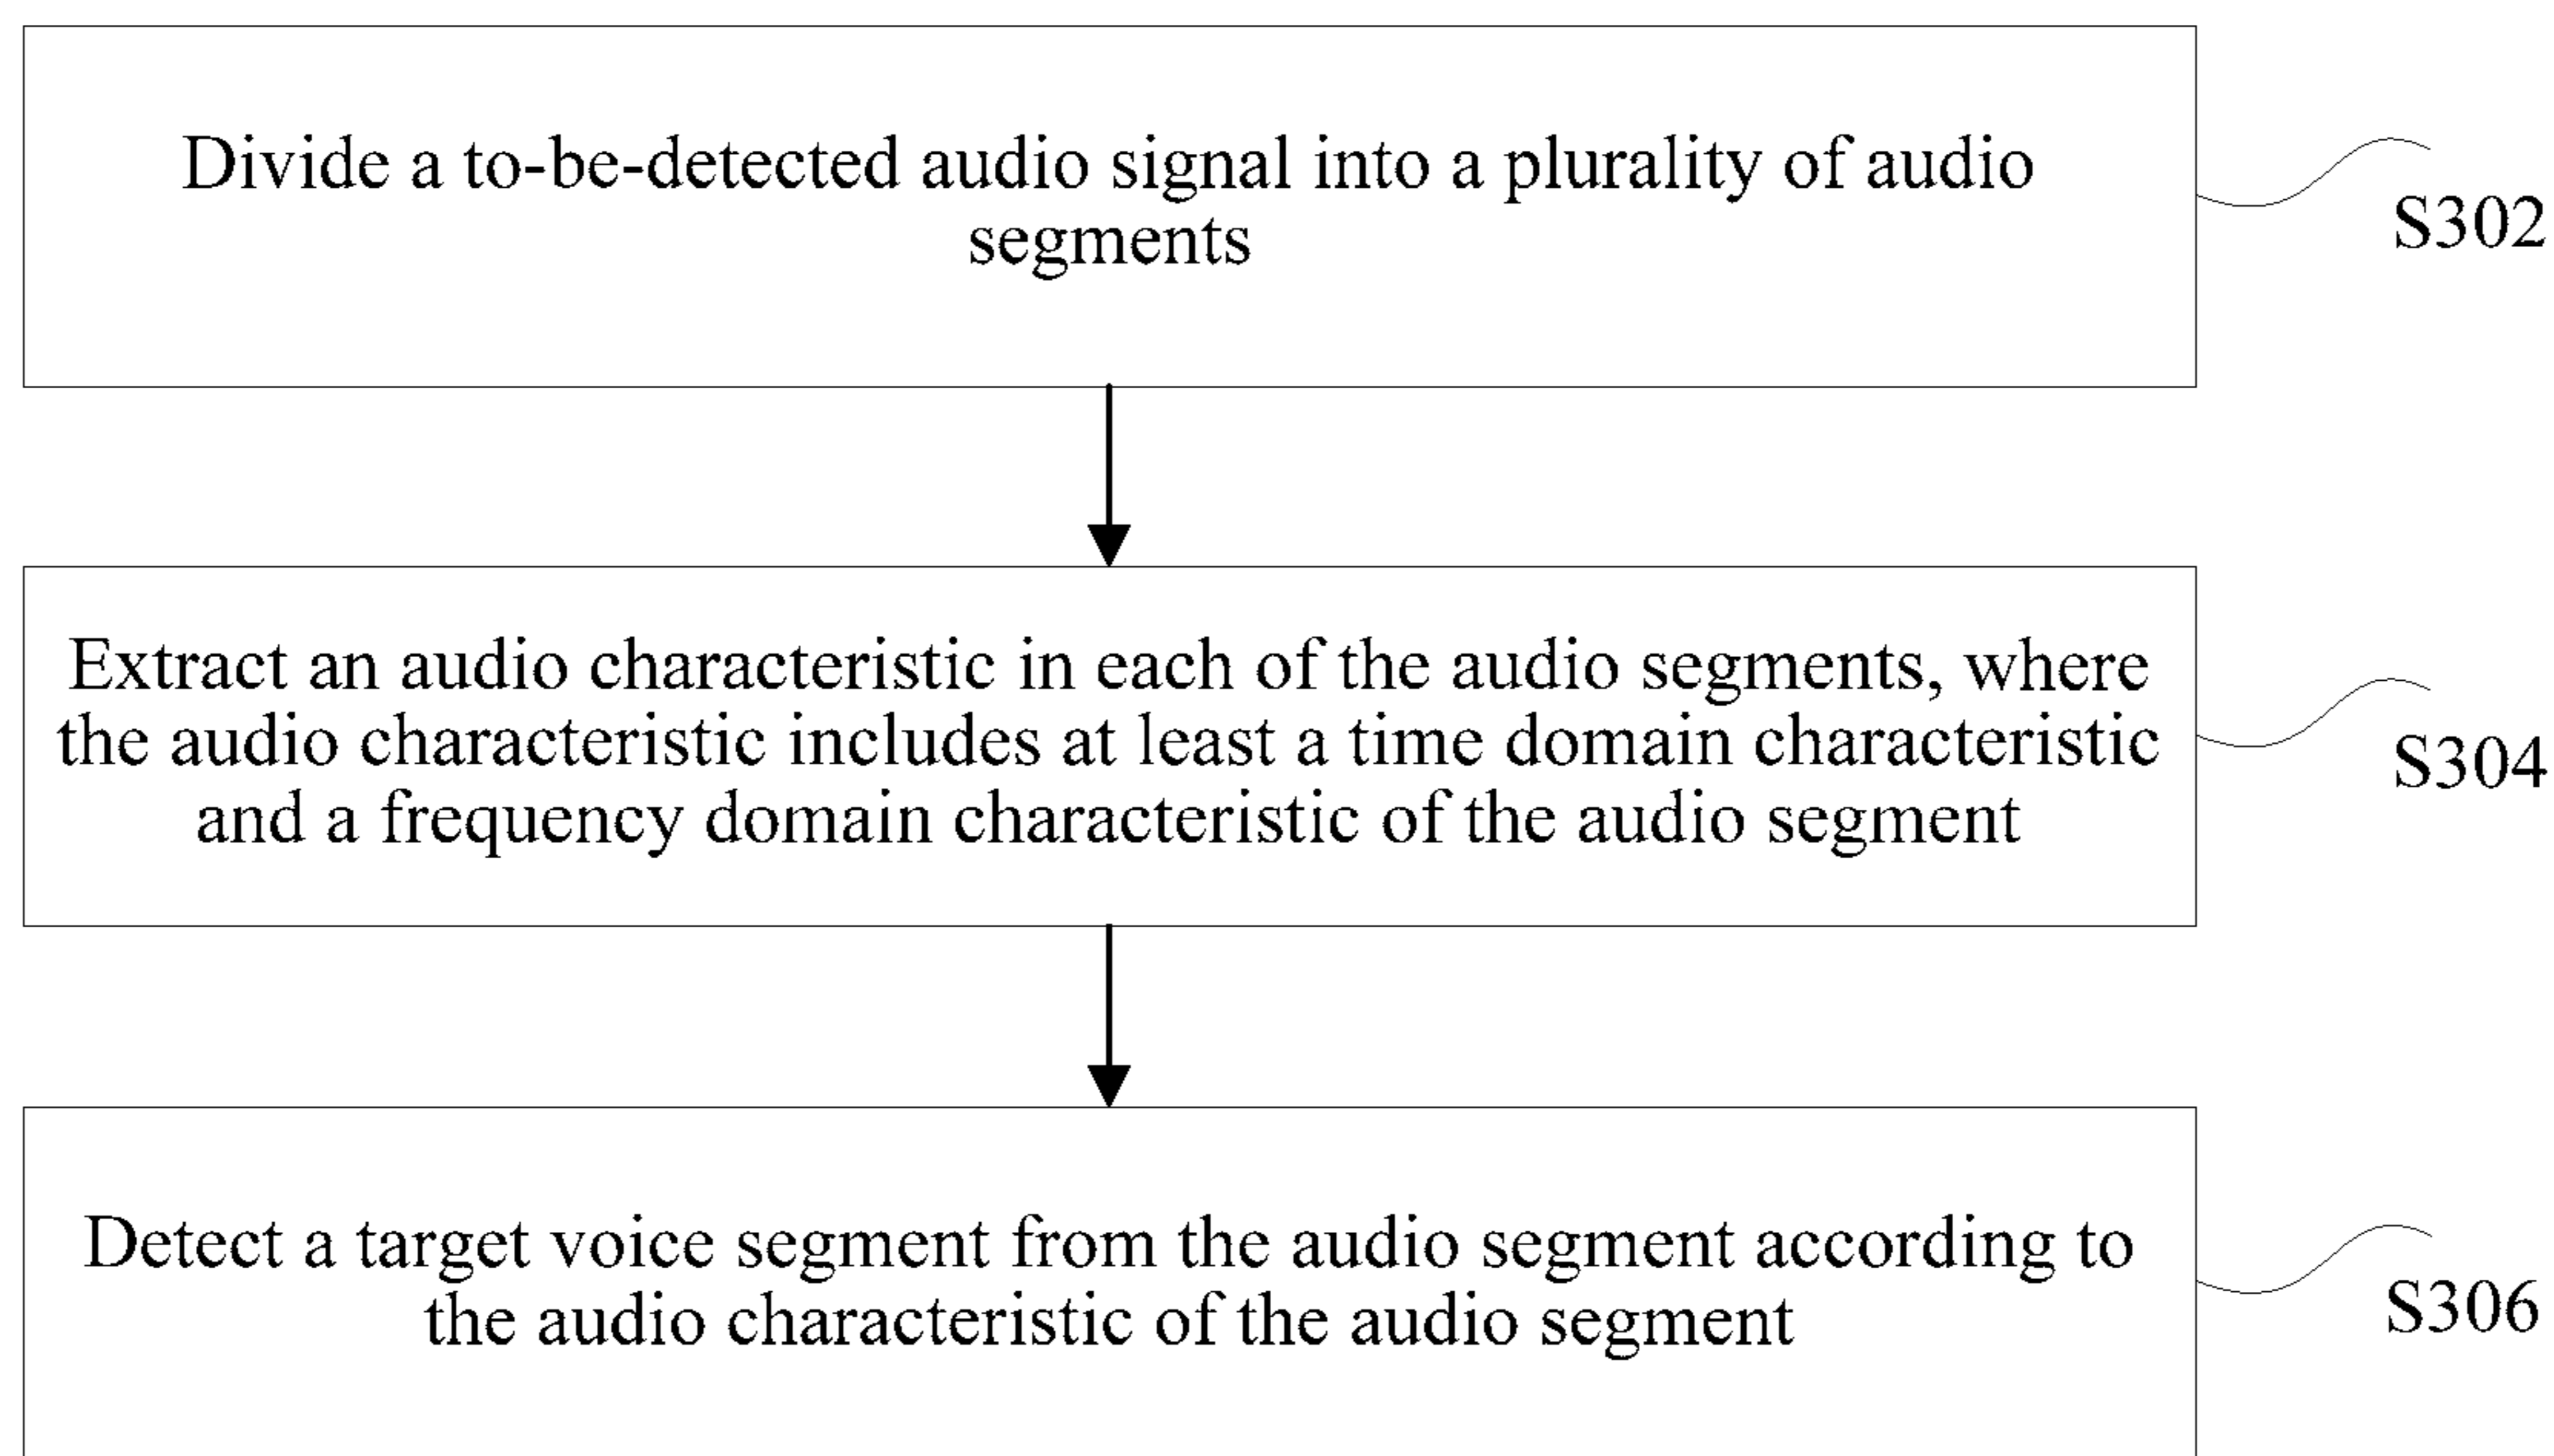 Divide a to-be-detected audio signal into a plurality of audio
segments
S302
Extract an audio characteristic in each of the audio segments, where
the audio characteristic includes at least a time domain characteristic
and a frequency domain characteristic of the audio segment
S304
Detect a target voice segment from the audio segment according to
the audio characteristic of the audio segment
S306